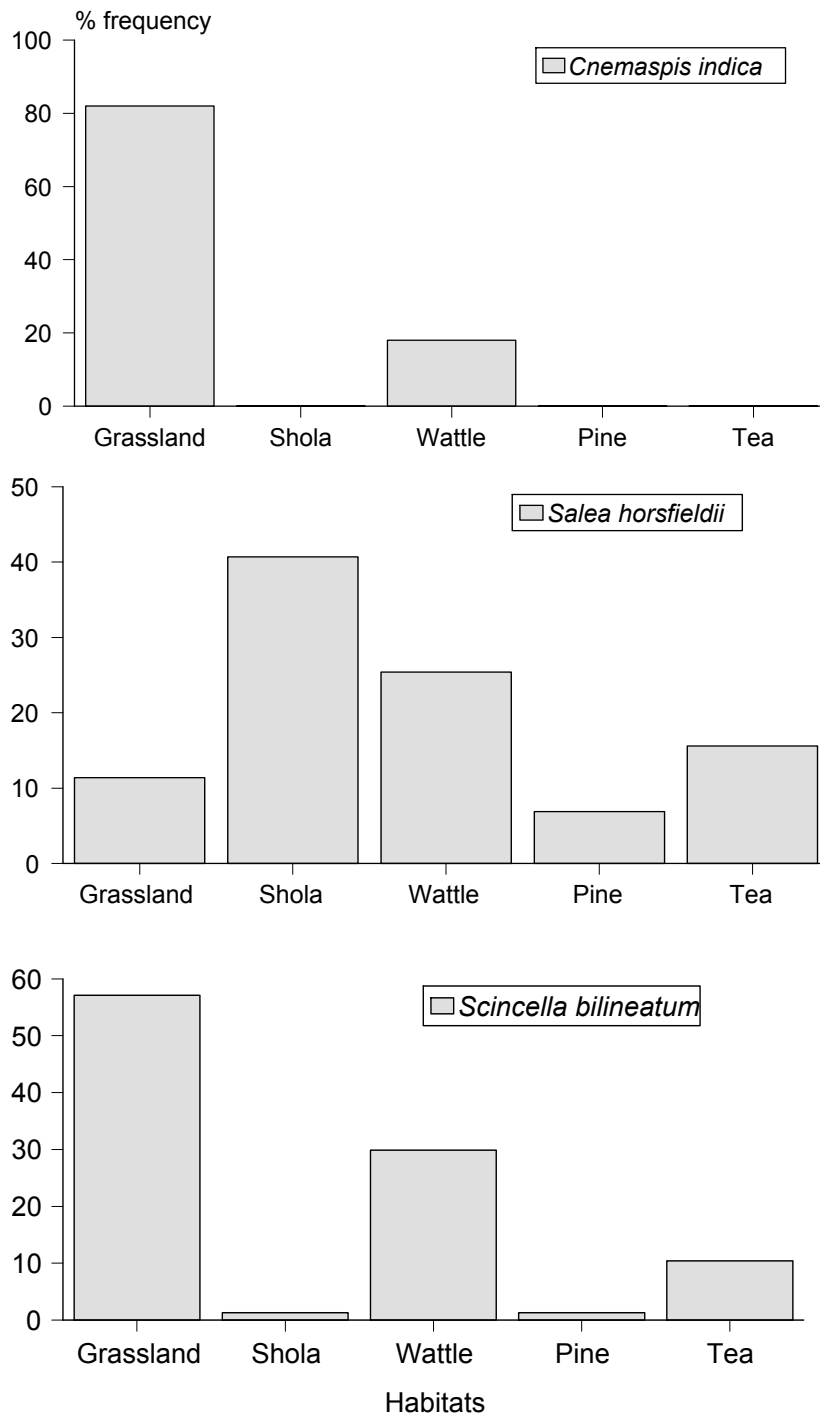 % frequency
100
Cnemaspis indica
80
60
40
20
0
Grassland Shola Wattle Pine Tea
50
Salea horsfieldii
40
30
20
10
0
Grassland Shola Wattle Pine Tea
60
Scincella bilineatum
50
40
30
20
10
0
Grassland Shola Wattle Pine Tea
Habitats